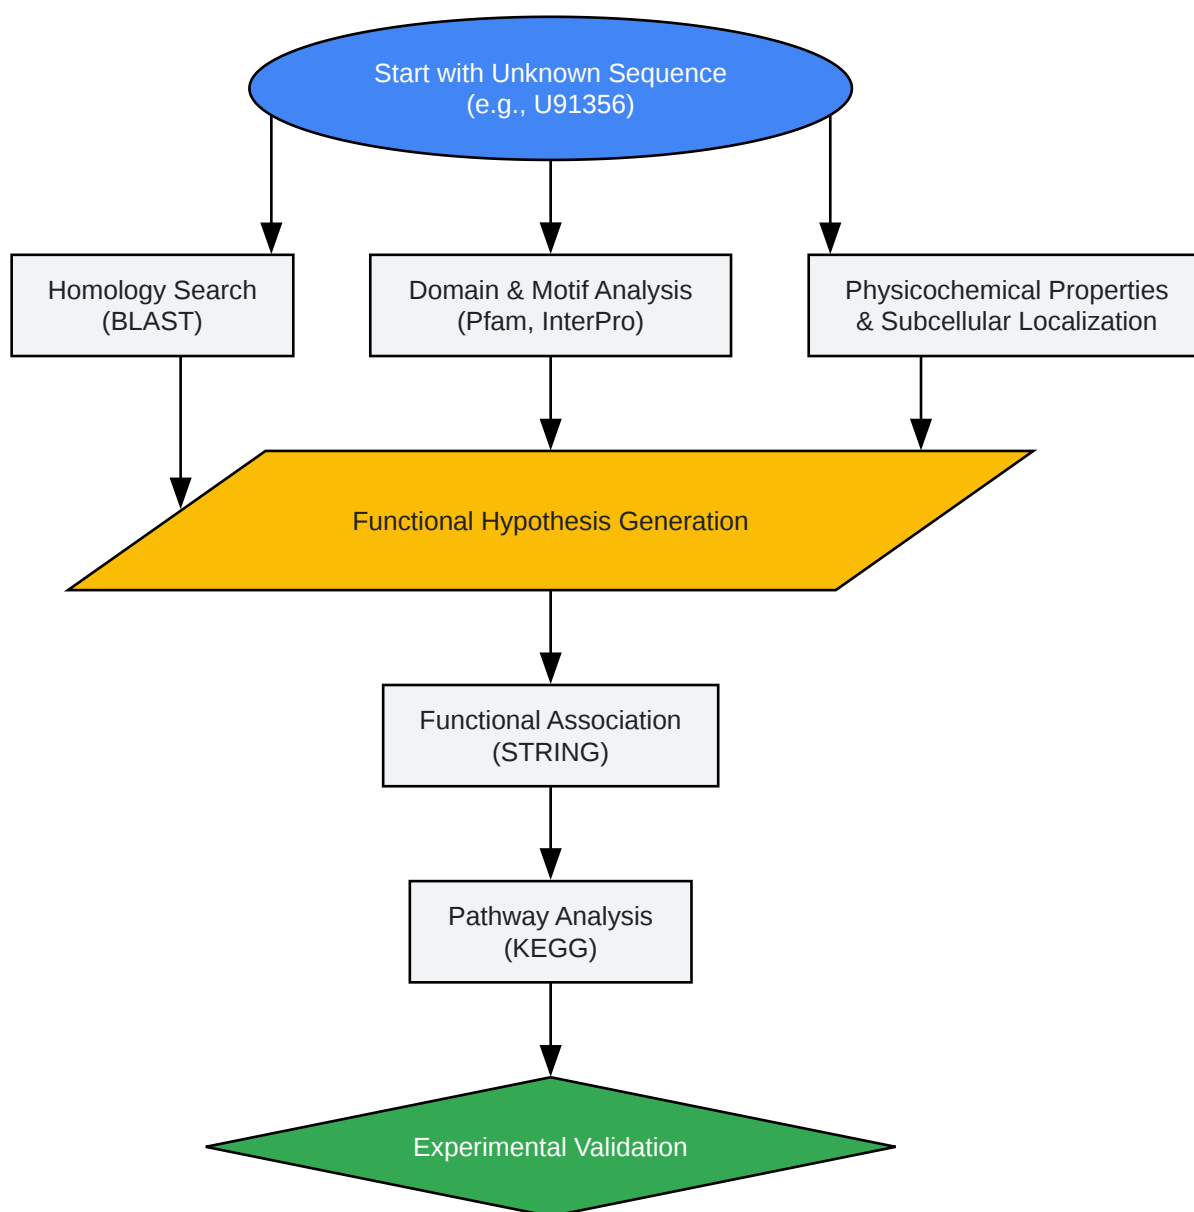 Start with Unknown Sequence
(e.g., U91356)
Homology Search
(BLAST)
Domain & Motif Analysis
(Pfam, InterPro)
Physicochemical Properties
& Subcellular Localization
Functional Hypothesis Generation
Functional Association
(STRING)
Pathway Analysis
(KEGG)
Experimental Validation